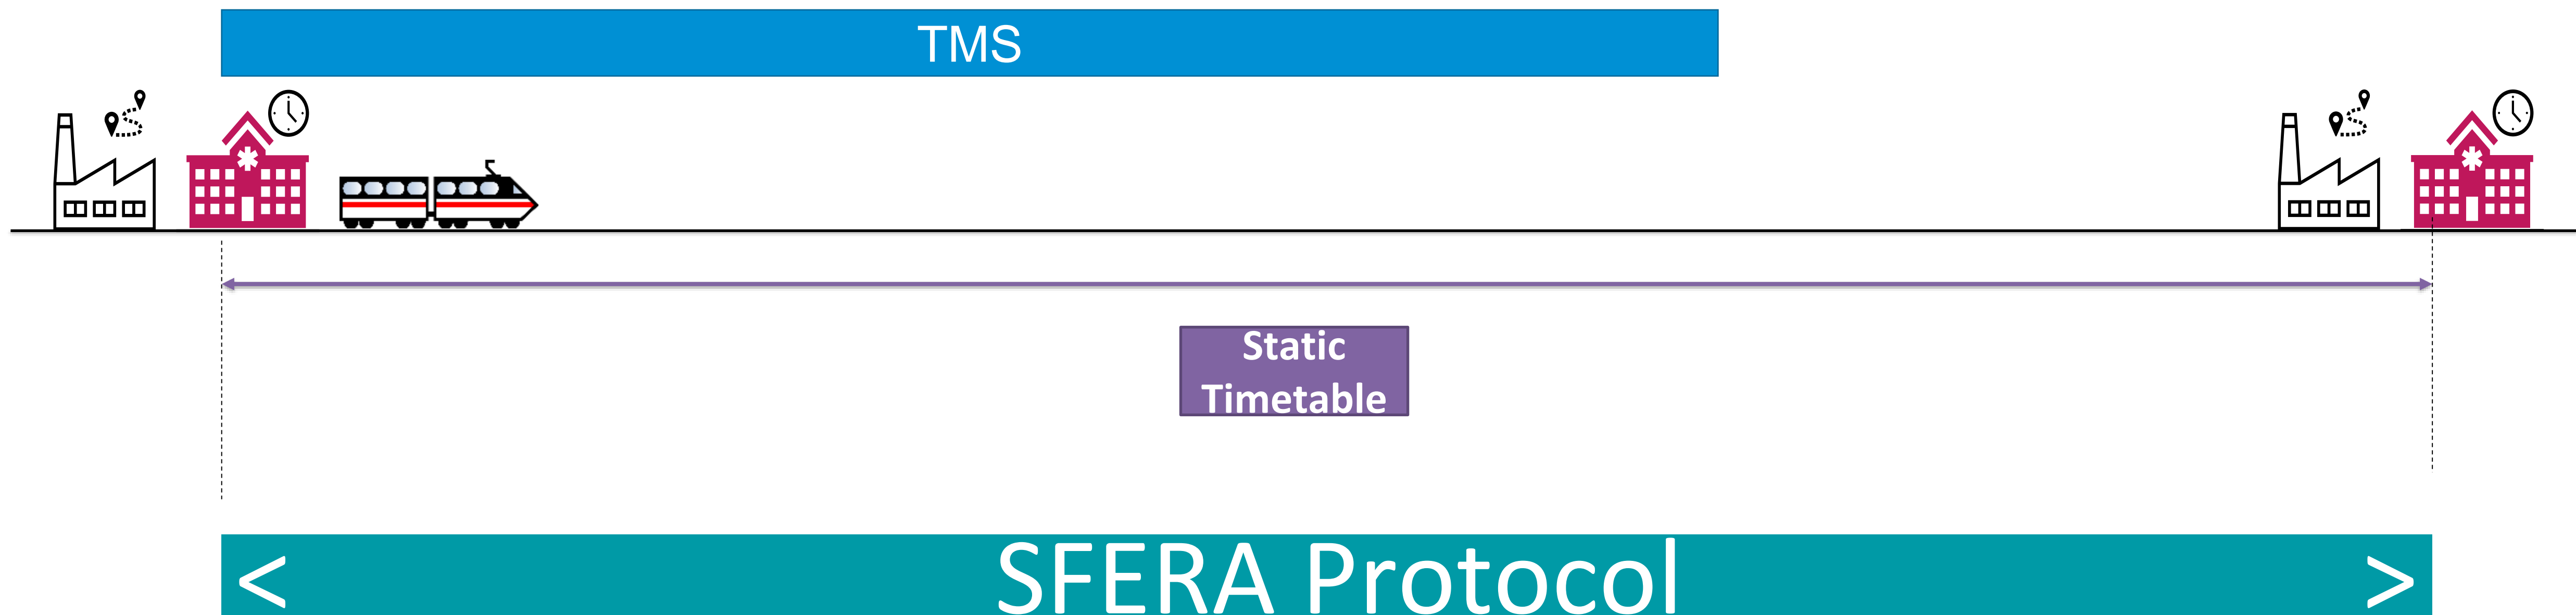 TMS
Static
Timetable
< SFERA Protocol >